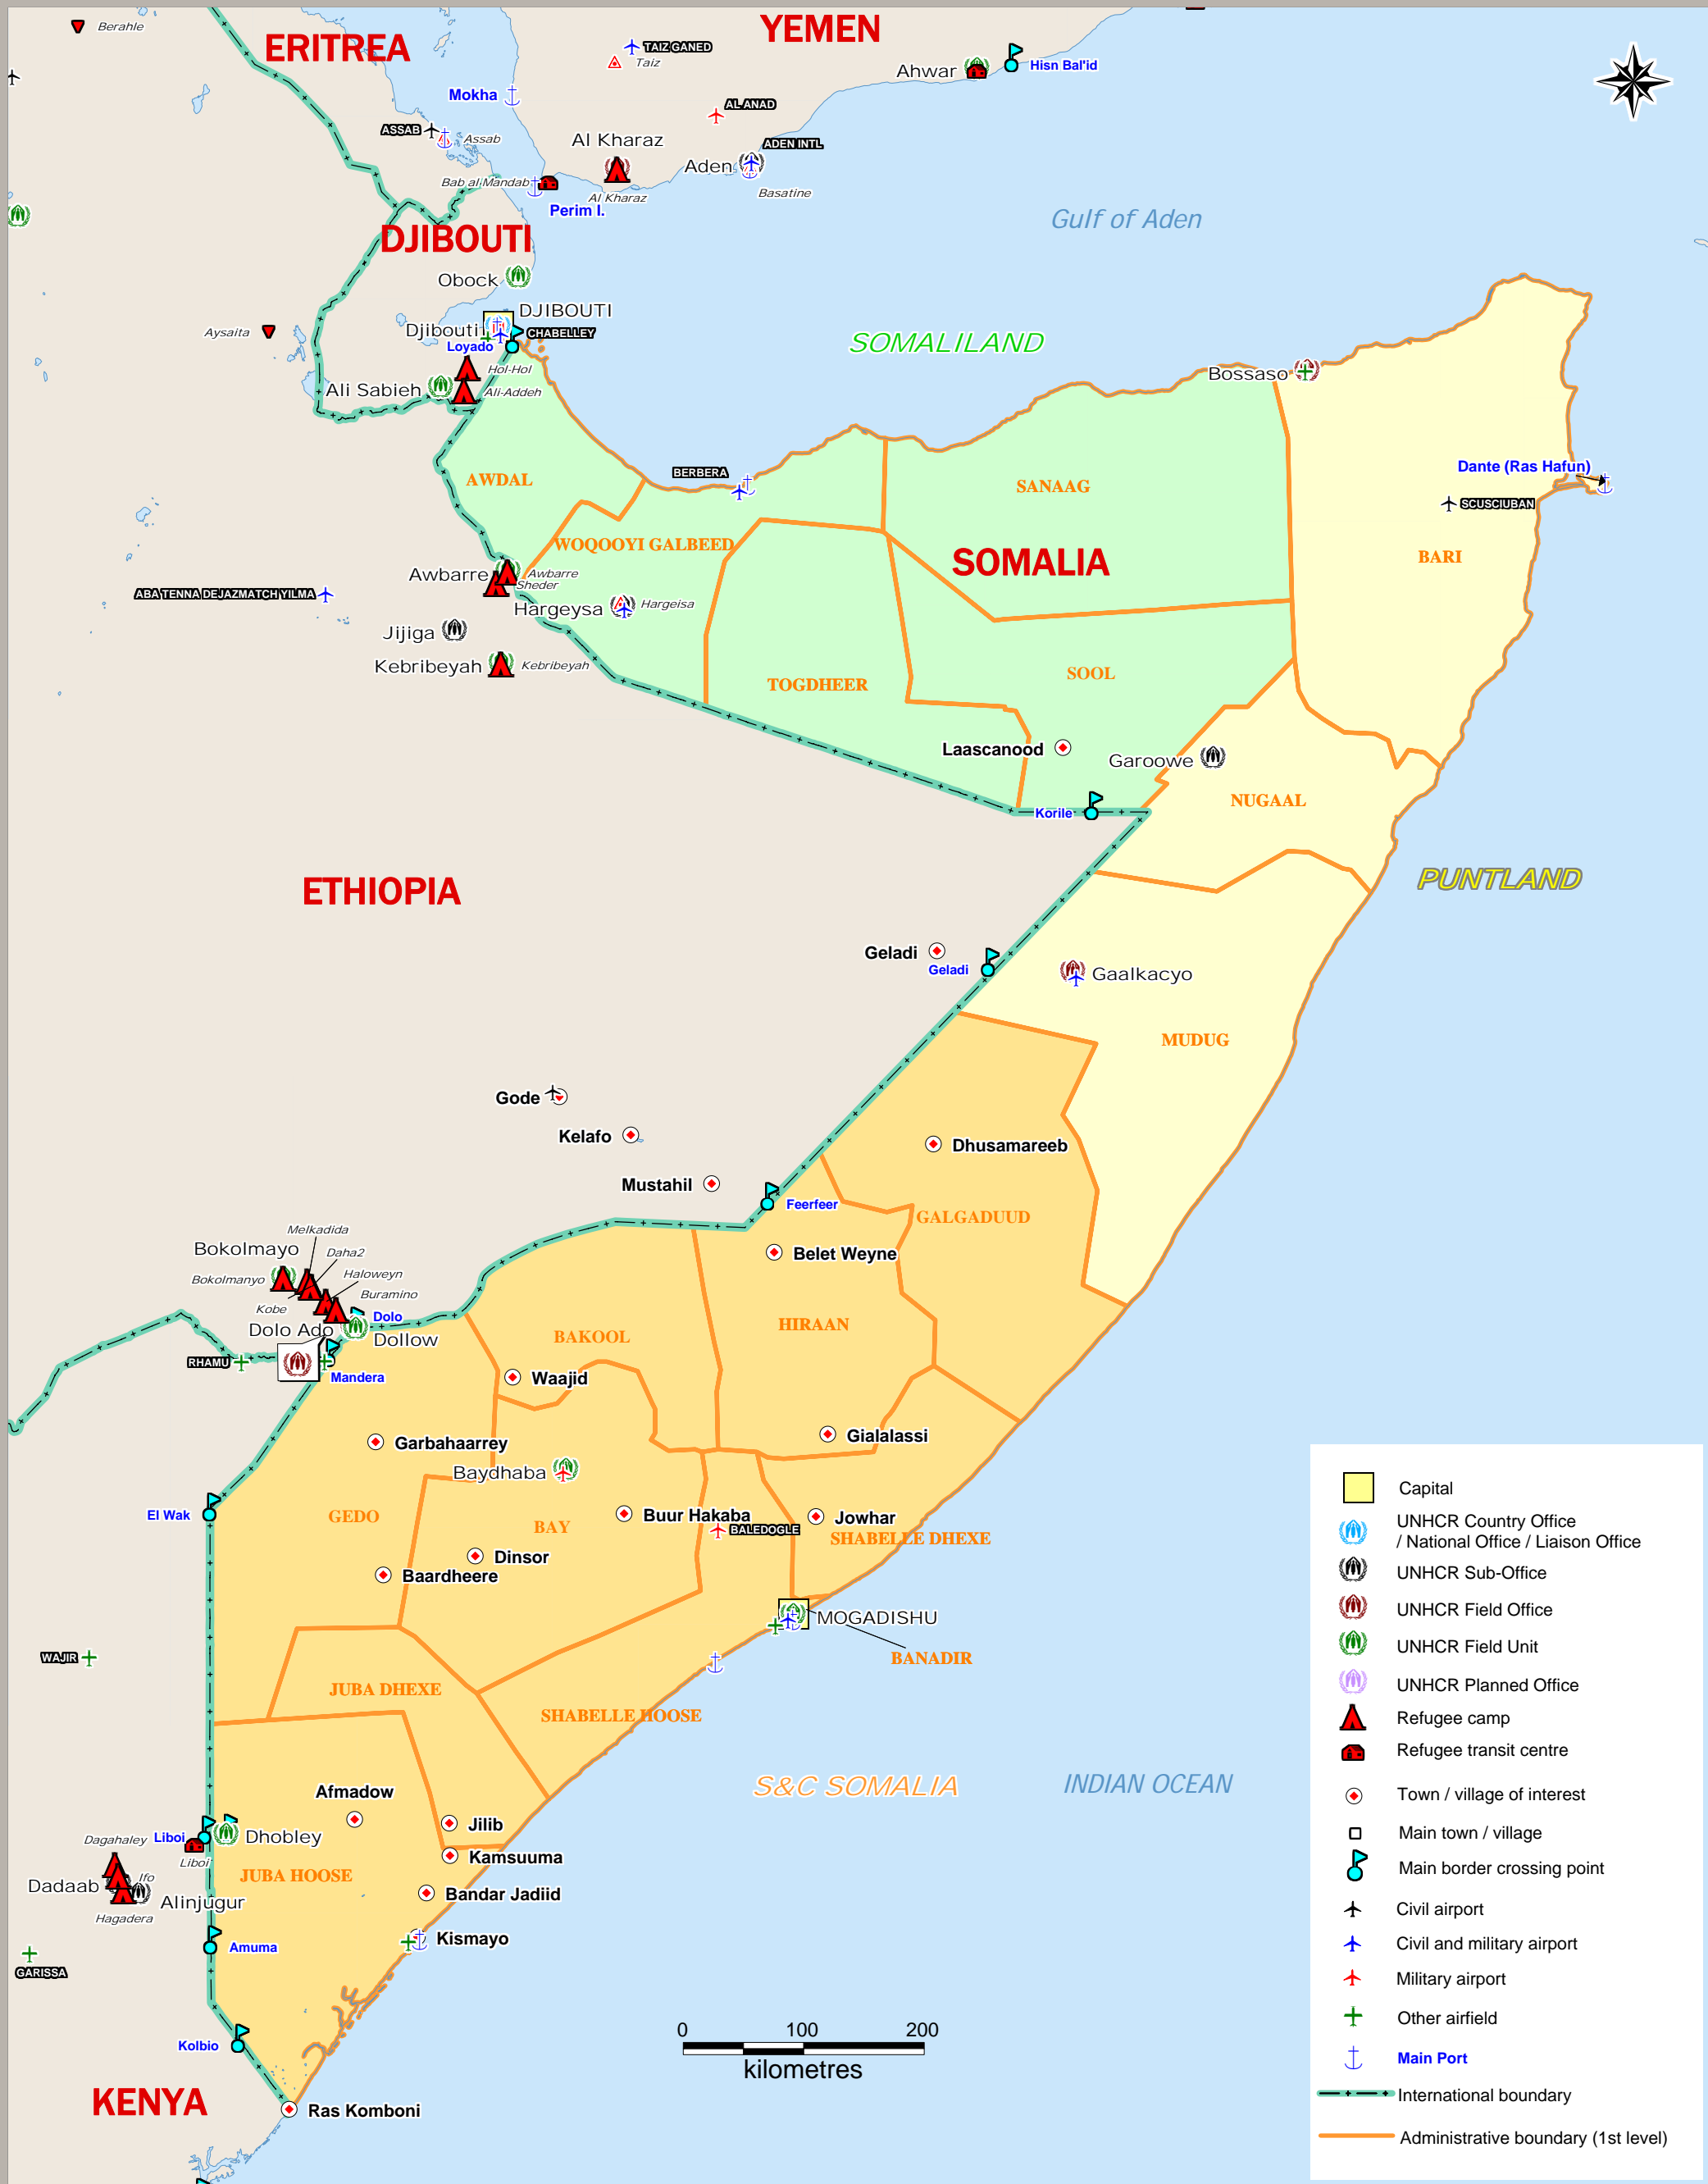 Berahle
ERITREA
YEMEN
TAIZ GANED
Taiz
Ahwar
Hisn Bal'id
Mokha
AL ANAD
ASSAB
Assab
Al Kharaz
ADEN INTL
Aden
Bab al Mandab
Al Kharaz
Basatine
Perim I.
Gulf of Aden
DJIBOUTI
Obock
DJIBOUTI
Djibouti
CHABELLEY
Aysaita
Loyado
SOMALILAND
Hol-Hol
Bossaso
Ali Sabieh
Ali-Addeh
BERBERA
Dante (Ras Hafun)
AWDAL
SANAAG
SCUSCIUBAN
WOQOOYI GALBEED
SOMALIA
BARI
Awbarre
Awbarre
Sheder
ABA TENNA DEJAZMATCH YILMA
Hargeysa
Hargeisa
Jijiga
Kebribeyah
Kebribeyah
SOOL
TOGDHEER
Laascanood
Garoowe
NUGAAL
Korile
PUNTLAND
ETHIOPIA
Geladi
Geladi
Gaalkacyo
MUDUG
Gode
Kelafo
Dhusamareeb
Mustahil
Feerfeer
GALGADUUD
Melkadida
Bokolmayo
Daha2
Belet Weyne
Bokolmanyo
Haloweyn
Buramino
Kobe
Dolo
HIRAAN
Dolo Ado
Dollow
BAKOOL
RHAMU
Mandera
Waajid
Garbahaarrey
Gialalassi
Baydhaba
El Wak
GEDO
BAY
Buur Hakaba
BALEDOGLE
Jowhar
SHABELLE DHEXE
Dinsor
Baardheere
MOGADISHU
WAJIR
BANADIR
JUBA DHEXE
SHABELLE HOOSE
S&C SOMALIA
INDIAN OCEAN
Afmadow
Jilib
Dagahaley
Liboi
Dhobley
Liboi
Kamsuuma
JUBA HOOSE
Ifo
Dadaab
Alinjugur
Bandar Jadiid
Hagadera
Kismayo
Amuma
GARISSA
Kolbio
KENYA
Ras Komboni
0 100 200
kilometres
Capital
UNHCR Country Office
/ National Office / Liaison Office
UNHCR Sub-Office
UNHCR Field Office
UNHCR Field Unit
UNHCR Planned Office
Refugee camp
Refugee transit centre
Town / village of interest
Main town / village
Main border crossing point
Civil airport
Civil and military airport
Military airport
Other airfield
Main Port
International boundary
Administrative boundary (1st level)